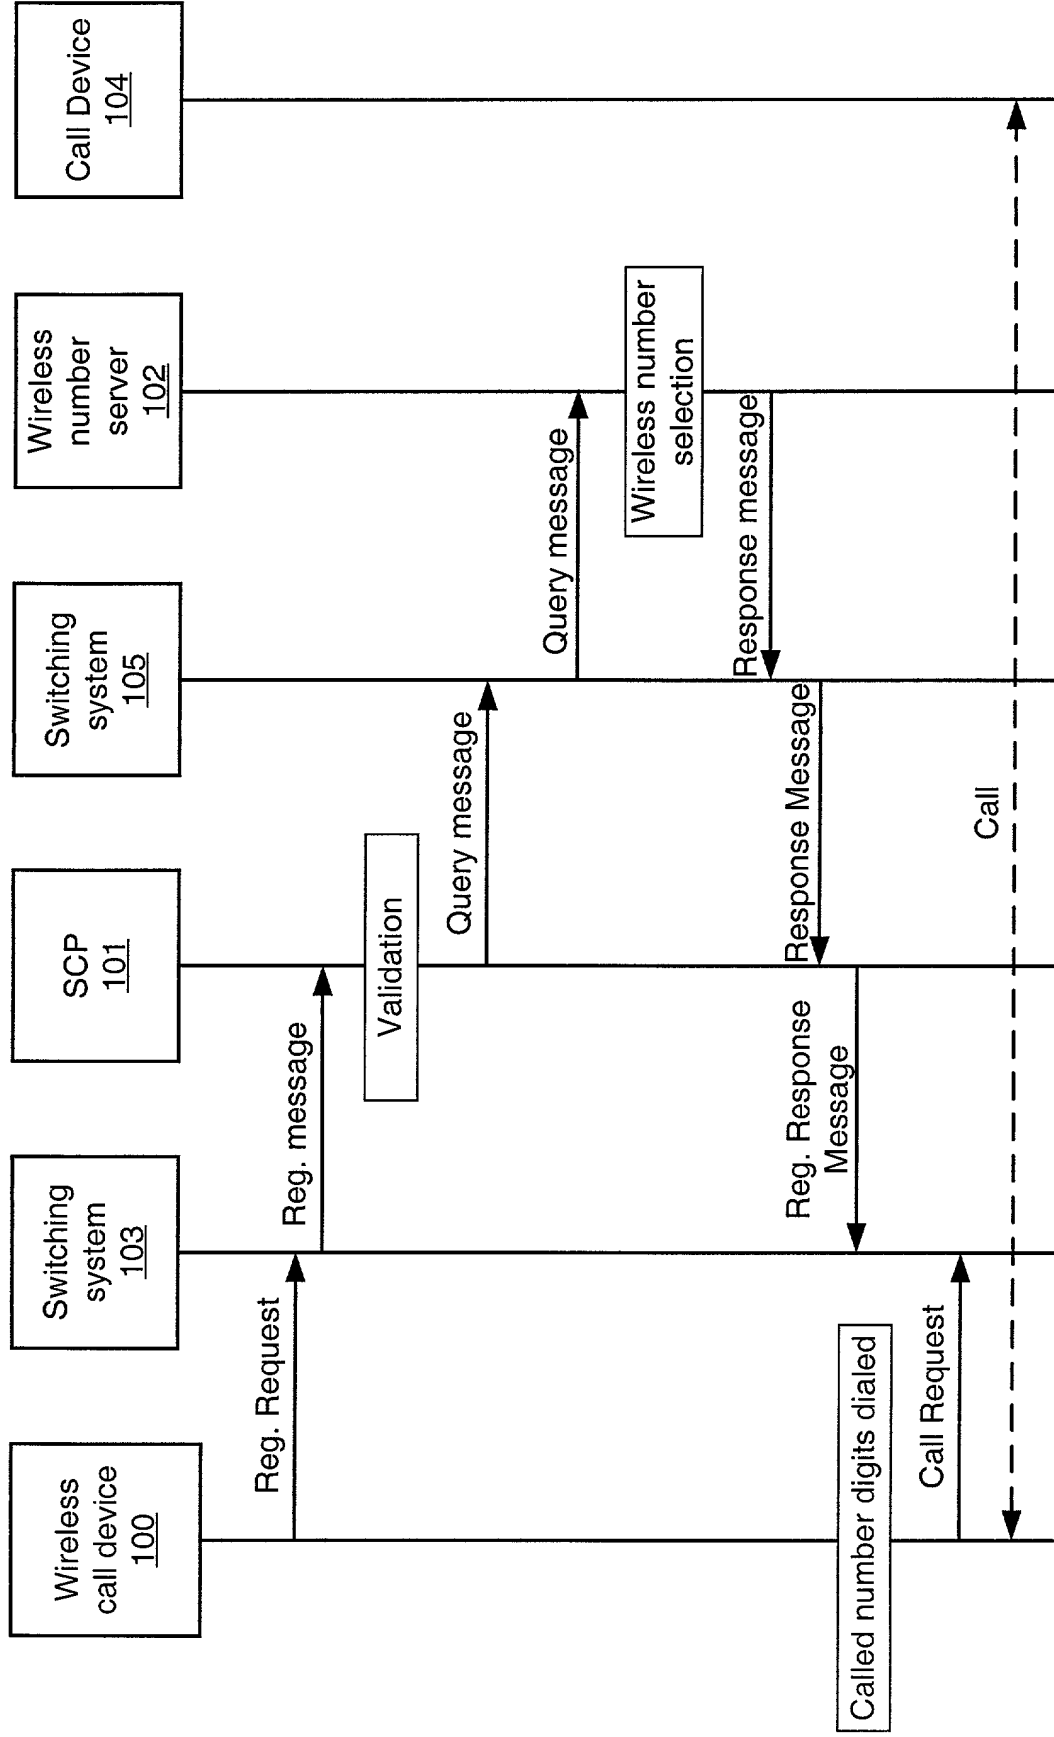 Wireless
call device
100
Switching
system
103
SCP
101
Switching
system
105
Wireless
number
server
102
Call Device
104
Reg. Request
Reg. message
Validation
Query message
Query message
Wireless number
selection
Response message
Response Message
Reg. Response
Message
Called number digits dialed
Call Request
Call